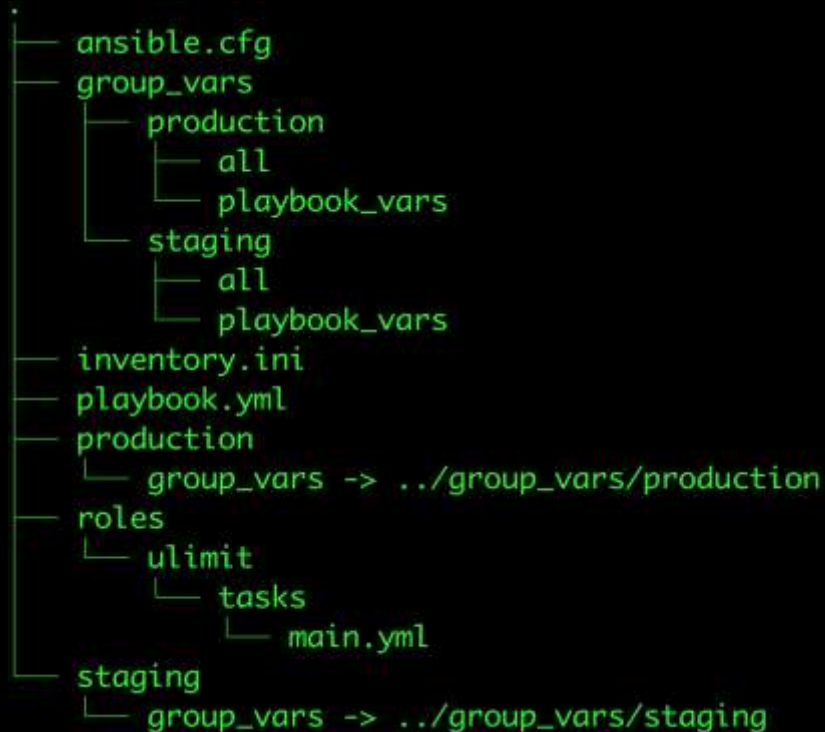 .
├── ansible.cfg
├── group_vars
│   ├── production
│   │   ├── all
│   │   └── playbook_vars
│   └── staging
│       ├── all
│       └── playbook_vars
├── inventory.ini
├── playbook.yml
├── production
│   └── group_vars -> ../group_vars/production
├── roles
│   └── ulimit
│       └── tasks
│           └── main.yml
└── staging
    └── group_vars -> ../group_vars/staging